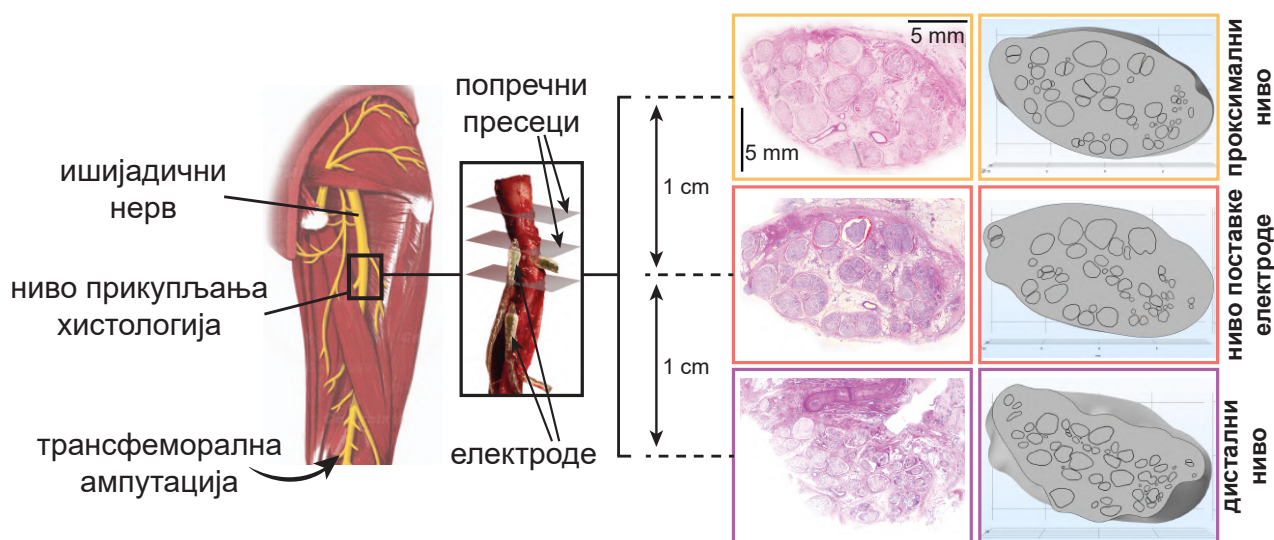 ишијадични
нерв
ниво прикупљања
хистологија
трансфеморална
ампутација
попречни
пресеци
електроде
1 cm
1 cm
5 mm
5 mm
проксимални
ниво
ниво поставке
електроде
дистални
ниво